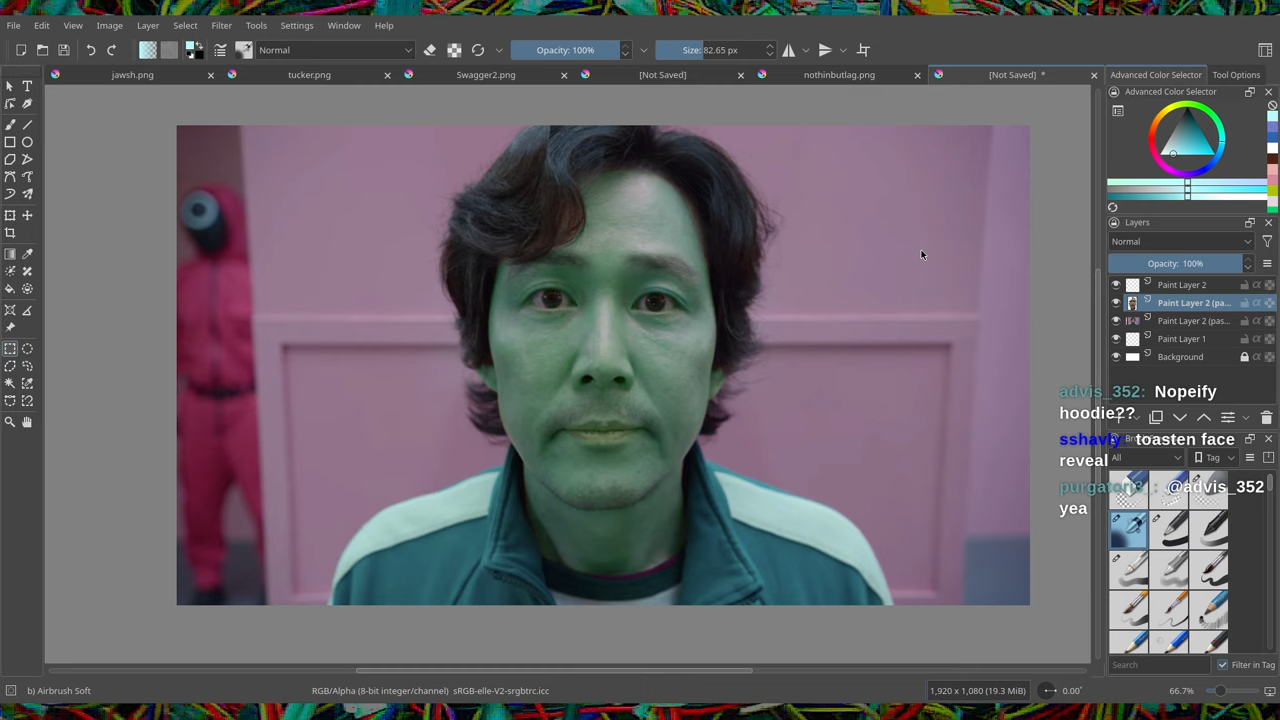 File Edit View Image Layer Select Filter Tools Settings Window Help
Normal Opacity: 100% Size: 82.65 px
jawsh.png tucker.png Swagger2.png [Not Saved] nothinbutlag.png [Not Saved] *
Advanced Color Selector Tool Options
Advanced Color Selector
Layers
Normal
Opacity: 100%
Paint Layer 2
Paint Layer 2 (pa...
Paint Layer 2 (pas...
Paint Layer 1
Background
advis_352: Nopeify
hoodie??
sshavly: toasten face
reveal
purgatori3_: @advis_352
yea
All Tag
Search Filter in Tag
b) Airbrush Soft RGB/Alpha (8-bit integer/channel) sRGB-elle-V2-srgbtrc.icc 1,920 x 1,080 (19.3 MiB) 0.00° 66.7%